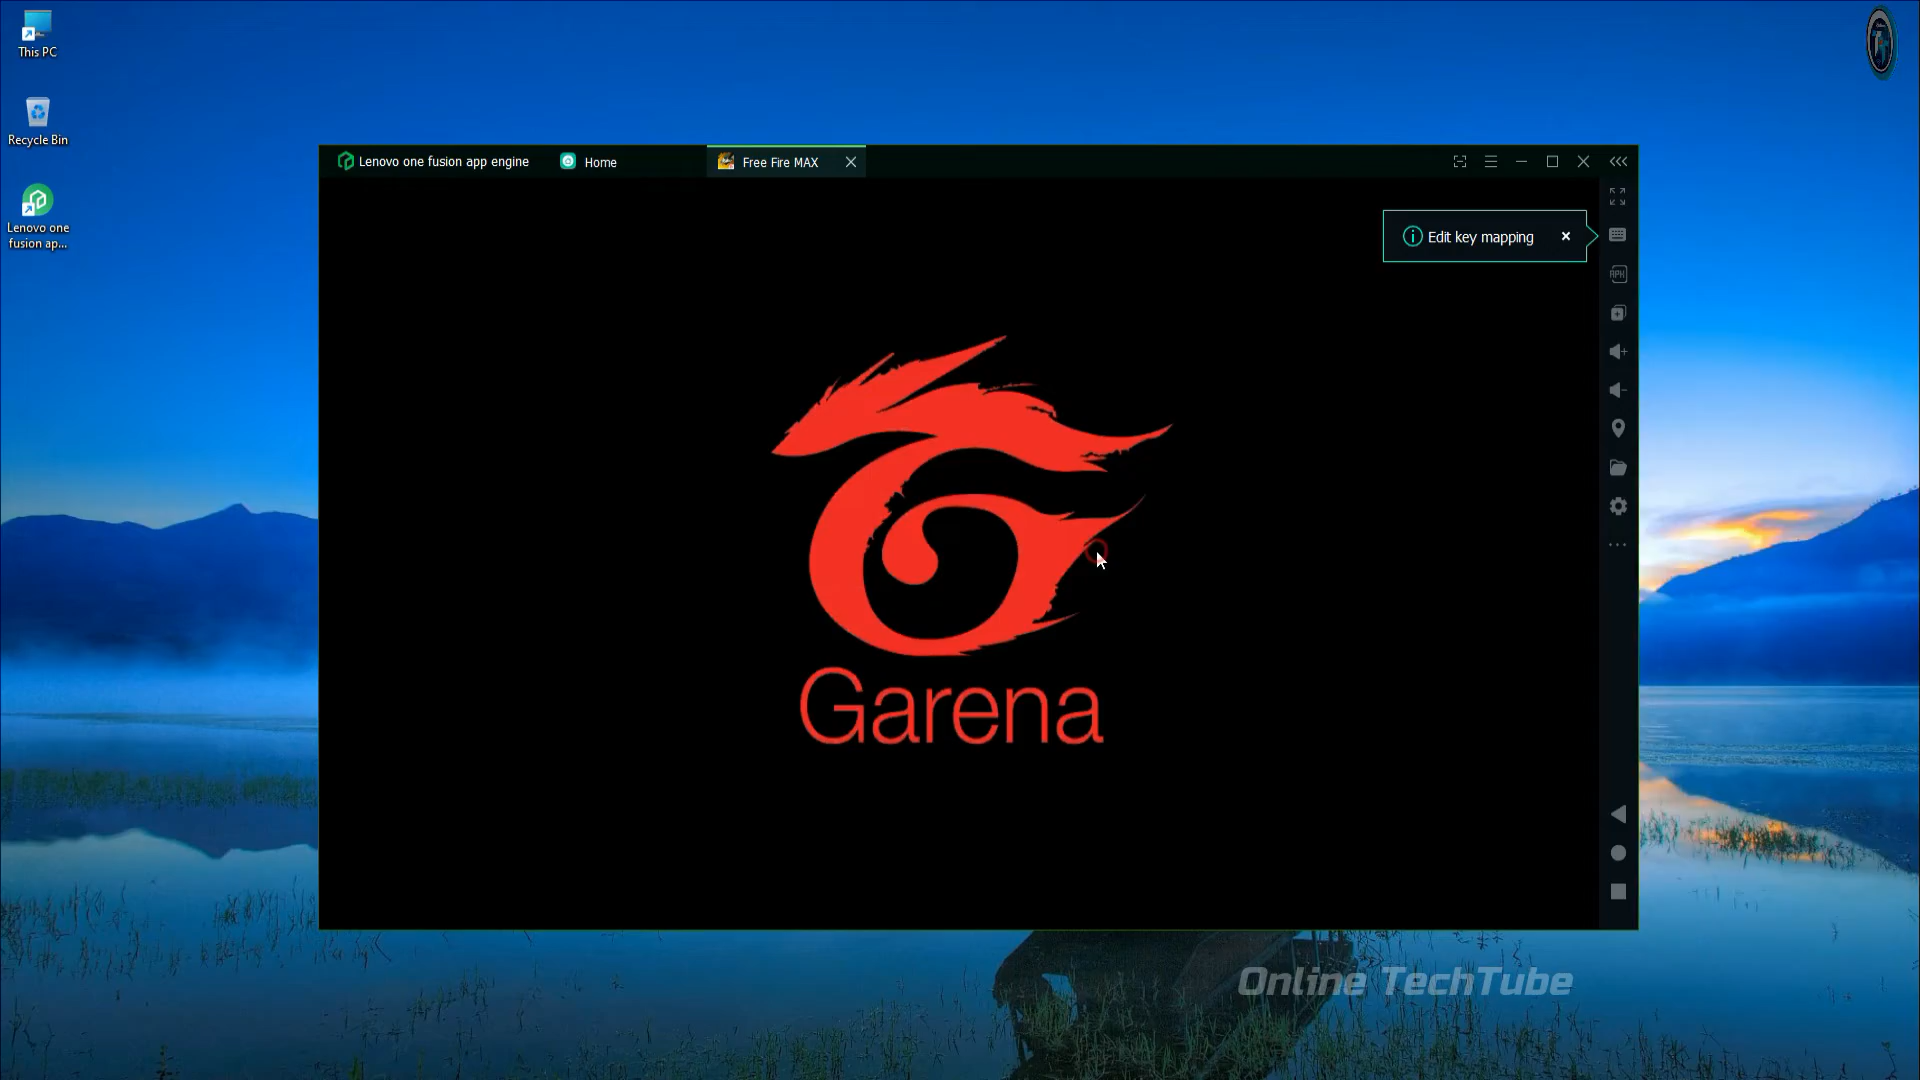 This PC
Recycle Bin
Lenovo one
fusion ap...
Lenovo one fusion app engine
Home
Free Fire MAX
Edit key mapping
Garena
Online TechTube